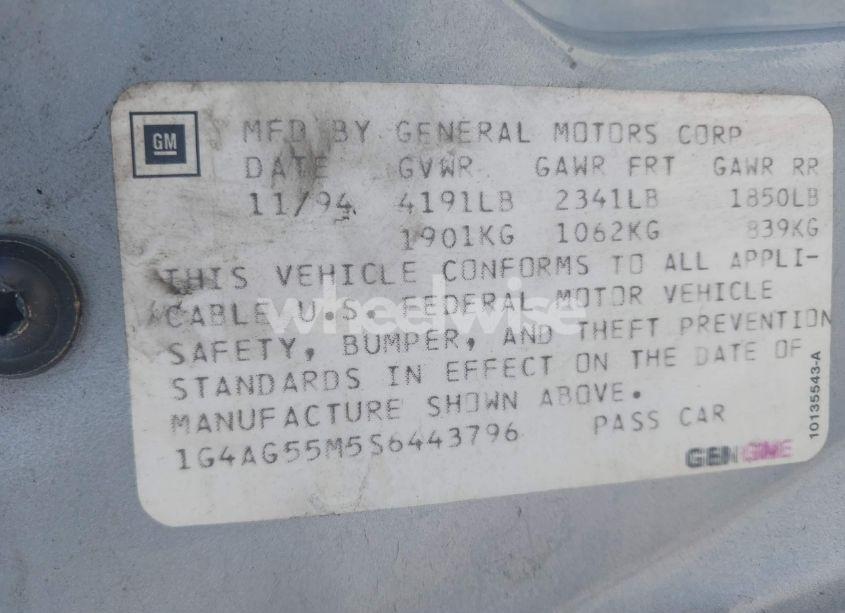 GM MFD BY GENERAL MOTORS CORP
DATE GVWR GAWR FRT GAWR RR
11/94 4191LB 2341LB 1850LB
1901KG 1062KG 839KG
THIS VEHICLE CONFORMS TO ALL APPLI-
CABLE U.S. FEDERAL MOTOR VEHICLE
SAFETY, BUMPER, AND THEFT PREVENTION
STANDARDS IN EFFECT ON THE DATE OF
MANUFACTURE SHOWN ABOVE.
1G4AG55M5S6443796 PASS CAR
10135543-A
wheelwise